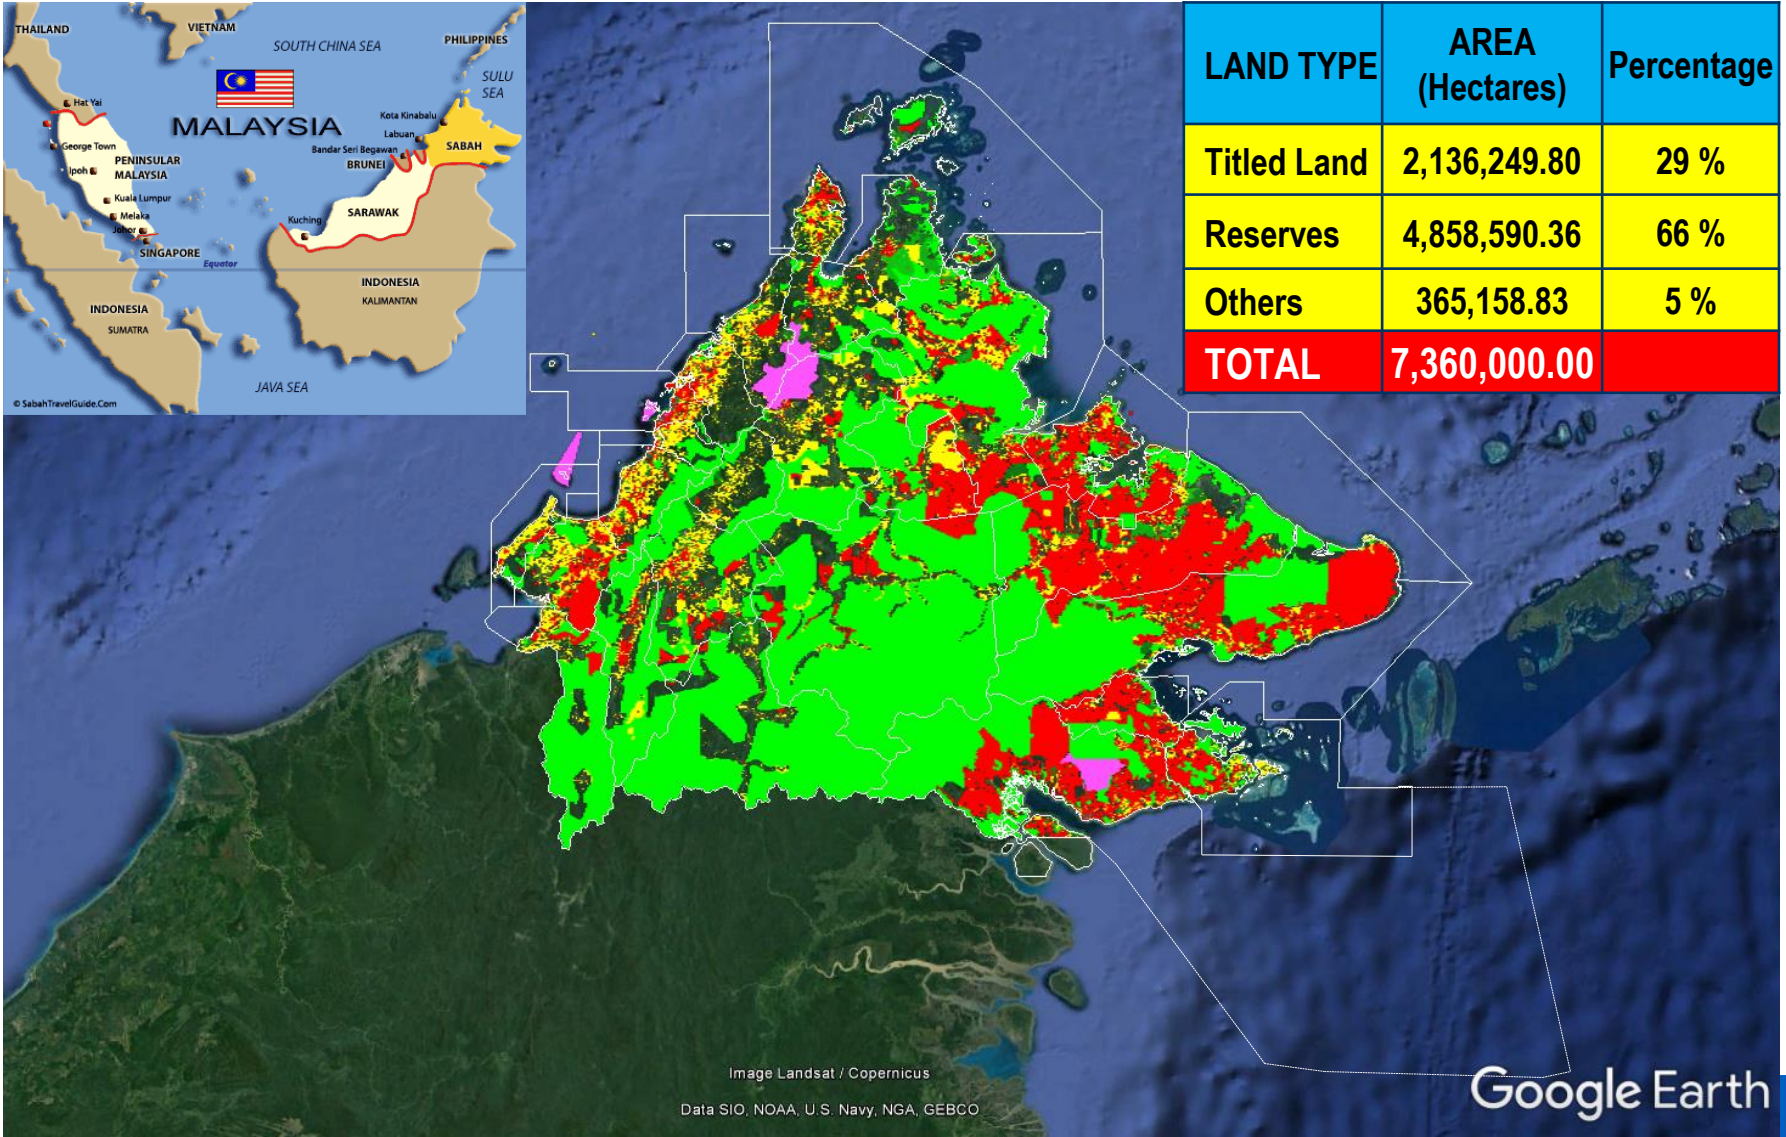 THAILAND
VIETNAM
SOUTH CHINA SEA
PHILIPPINES
SULU
SEA
Hat Yai
MALAYSIA
Kota Kinabalu
Labuan
Bandar Seri Begawan
BRUNEI
SABAH
George Town
PENINSULAR
MALAYSIA
Ipoh
Kuala Lumpur
Melaka
Johor
SINGAPORE
Kuching
SARAWAK
Equator
INDONESIA
KALIMANTAN
INDONESIA
SUMATRA
JAVA SEA
© SabahTravelGuide.Com
LAND TYPE AREA (Hectares) Percentage
Titled Land 2,136,249.80 29 %
Reserves 4,858,590.36 66 %
Others 365,158.83 5 %
TOTAL 7,360,000.00
Image Landsat / Copernicus
Data SIO, NOAA, U.S. Navy, NGA, GEBCO
Google Earth